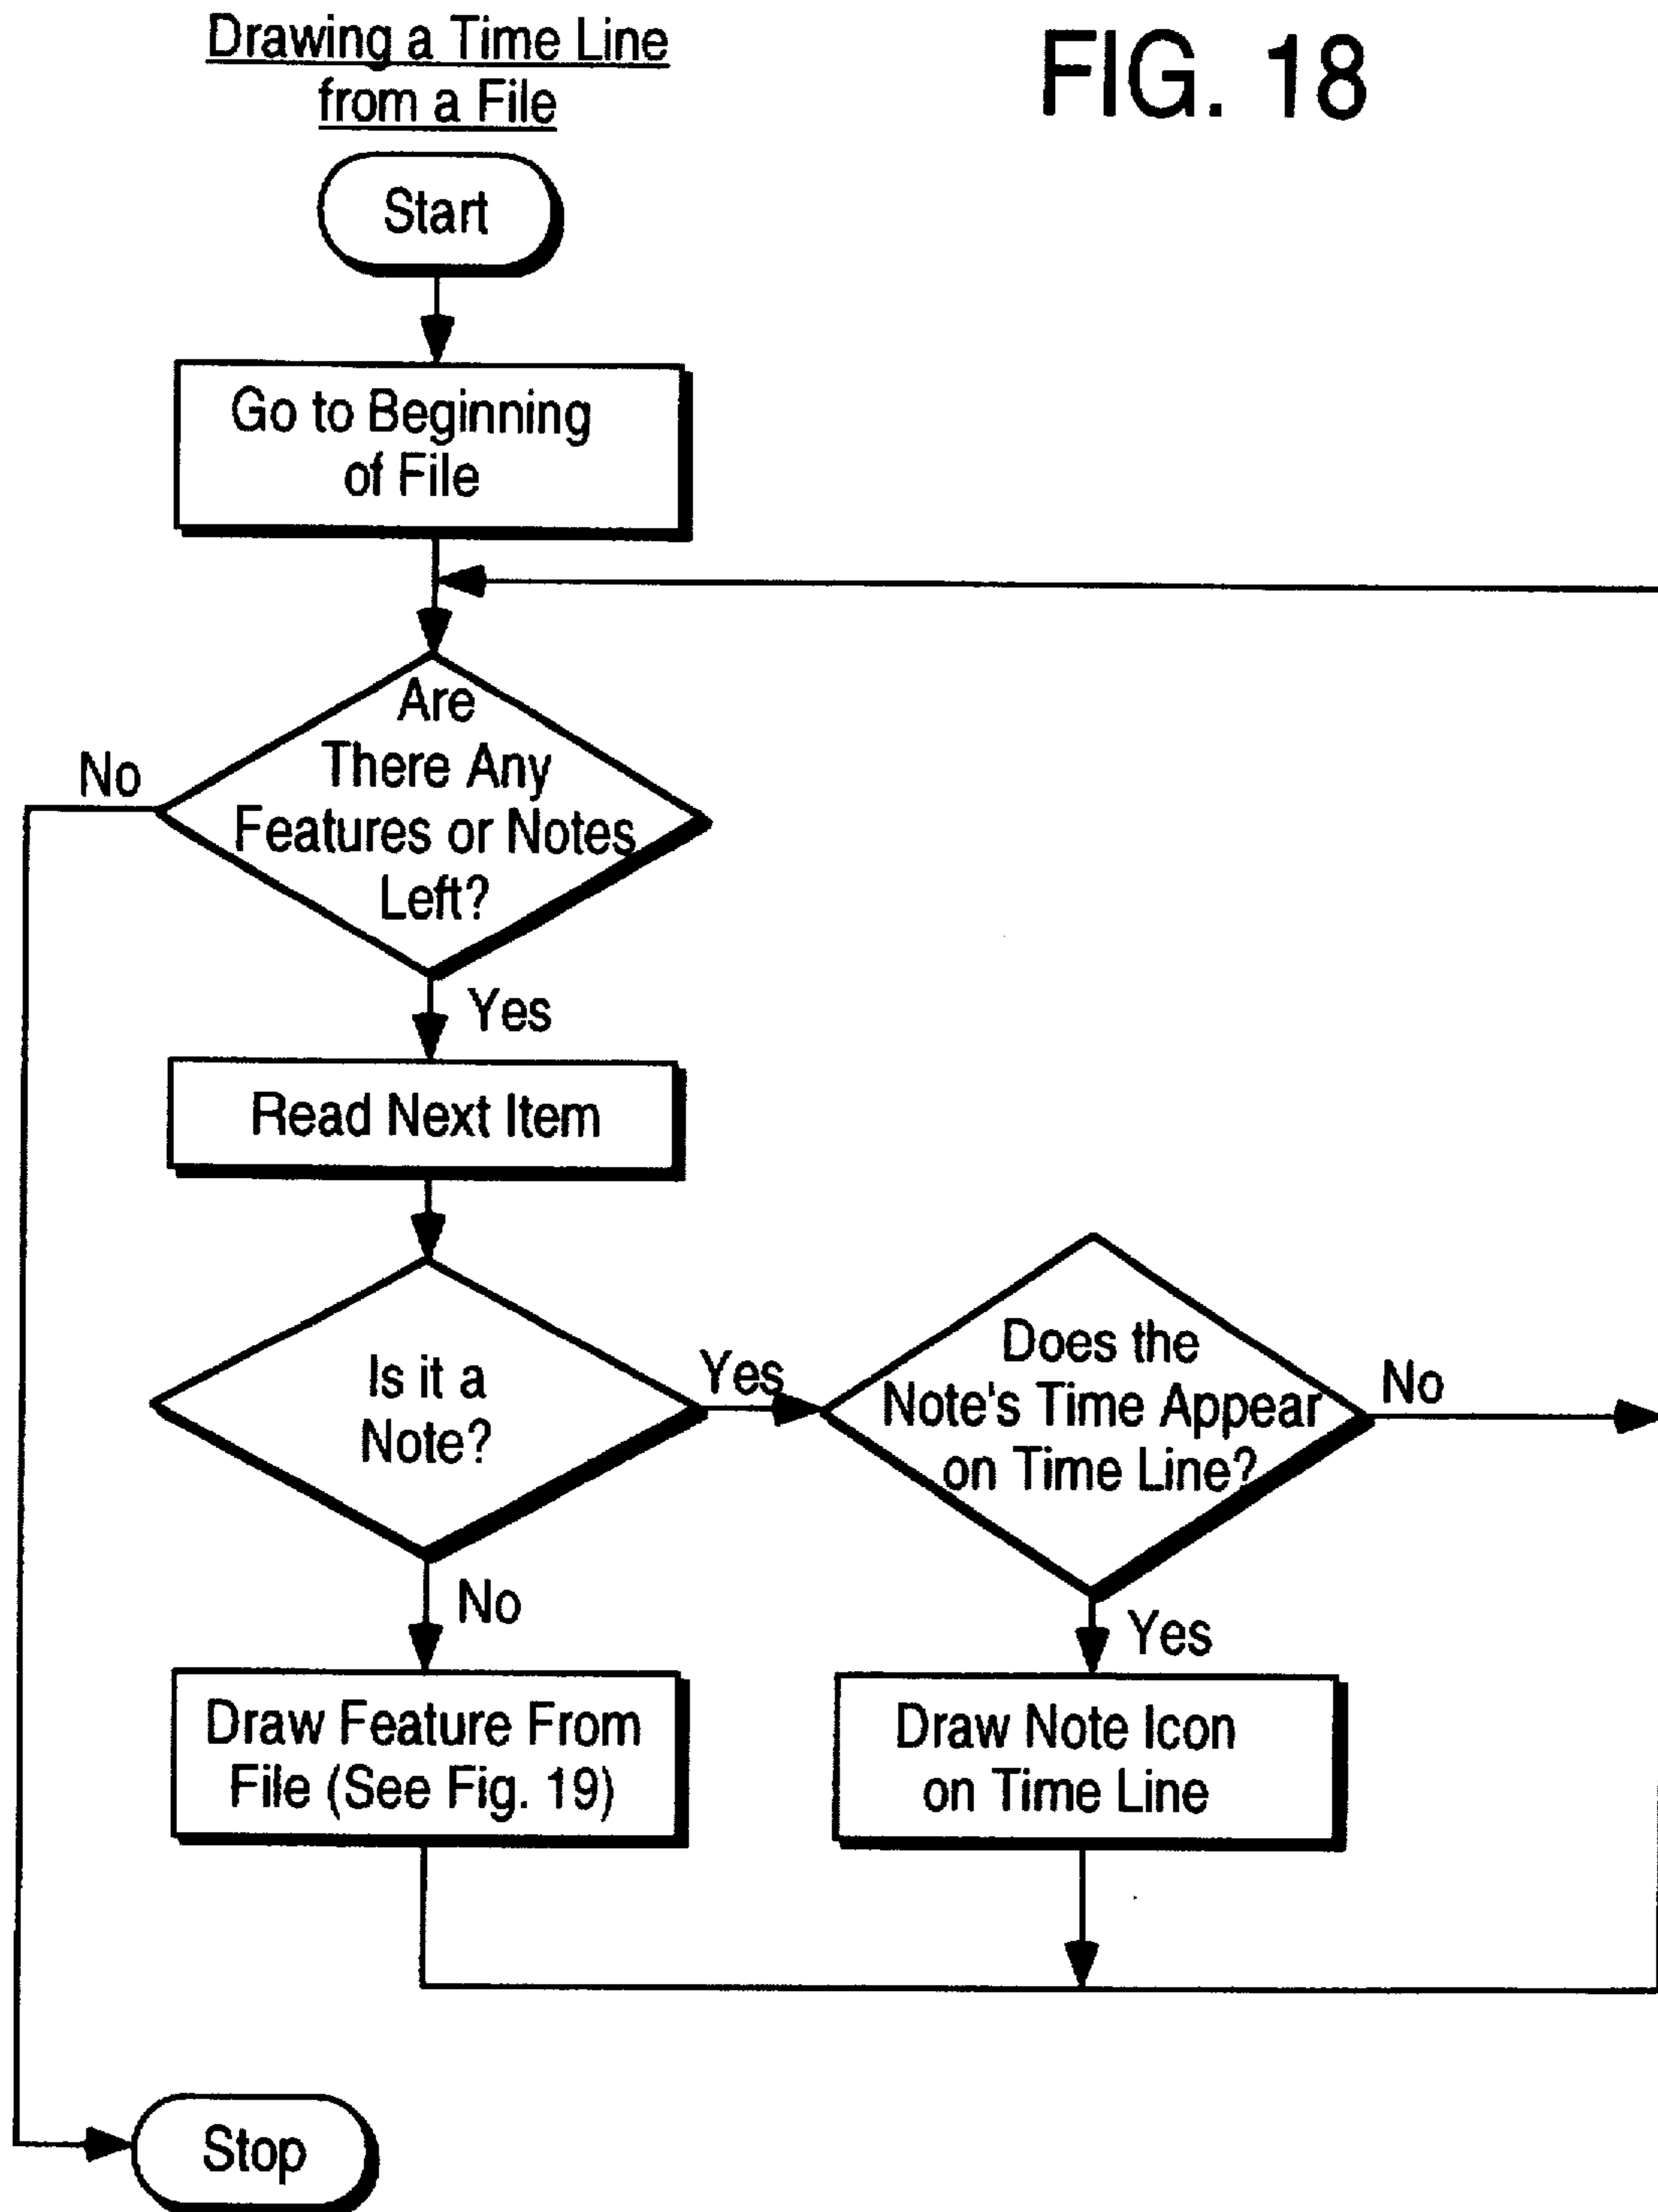 Drawing a Time Line
from a File
FIG. 18
Start
Go to Beginning
of File
Are
There Any
Features or Notes
Left?
No
Yes
Read Next Item
Is it a
Note?
Yes
Does the
Note's Time Appear
on Time Line?
No
No
Yes
Draw Feature From
File (See Fig. 19)
Draw Note Icon
on Time Line
Stop